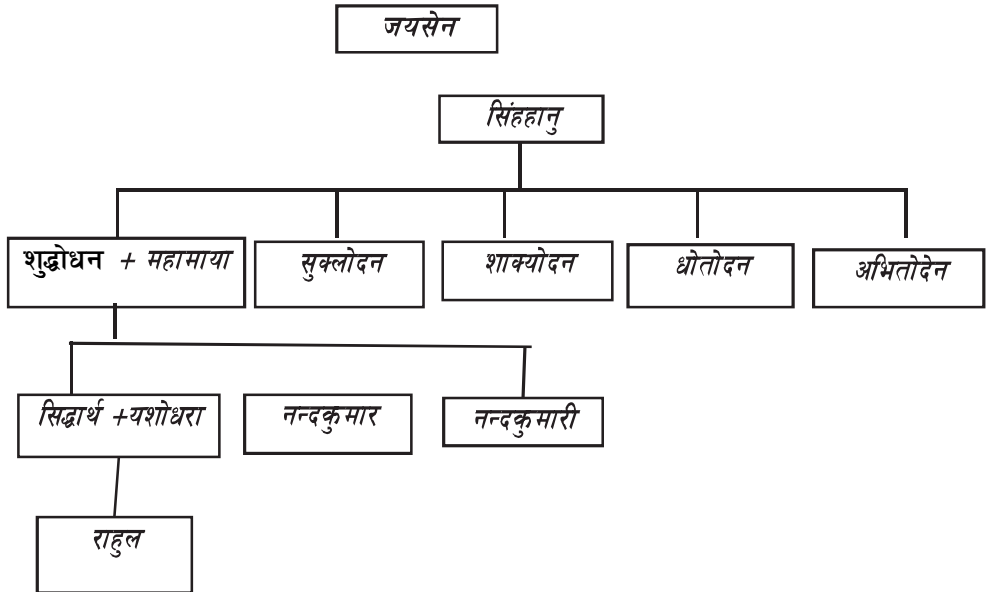 जयसेन
सिंहहानु
शुद्धोधन + महामाया
सुक्लोदन
शाक्योदन
धोतोदन
अभितोदेन
सिद्धार्थ +यशोधरा
नन्दकुमार
नन्दकुमारी
राहुल